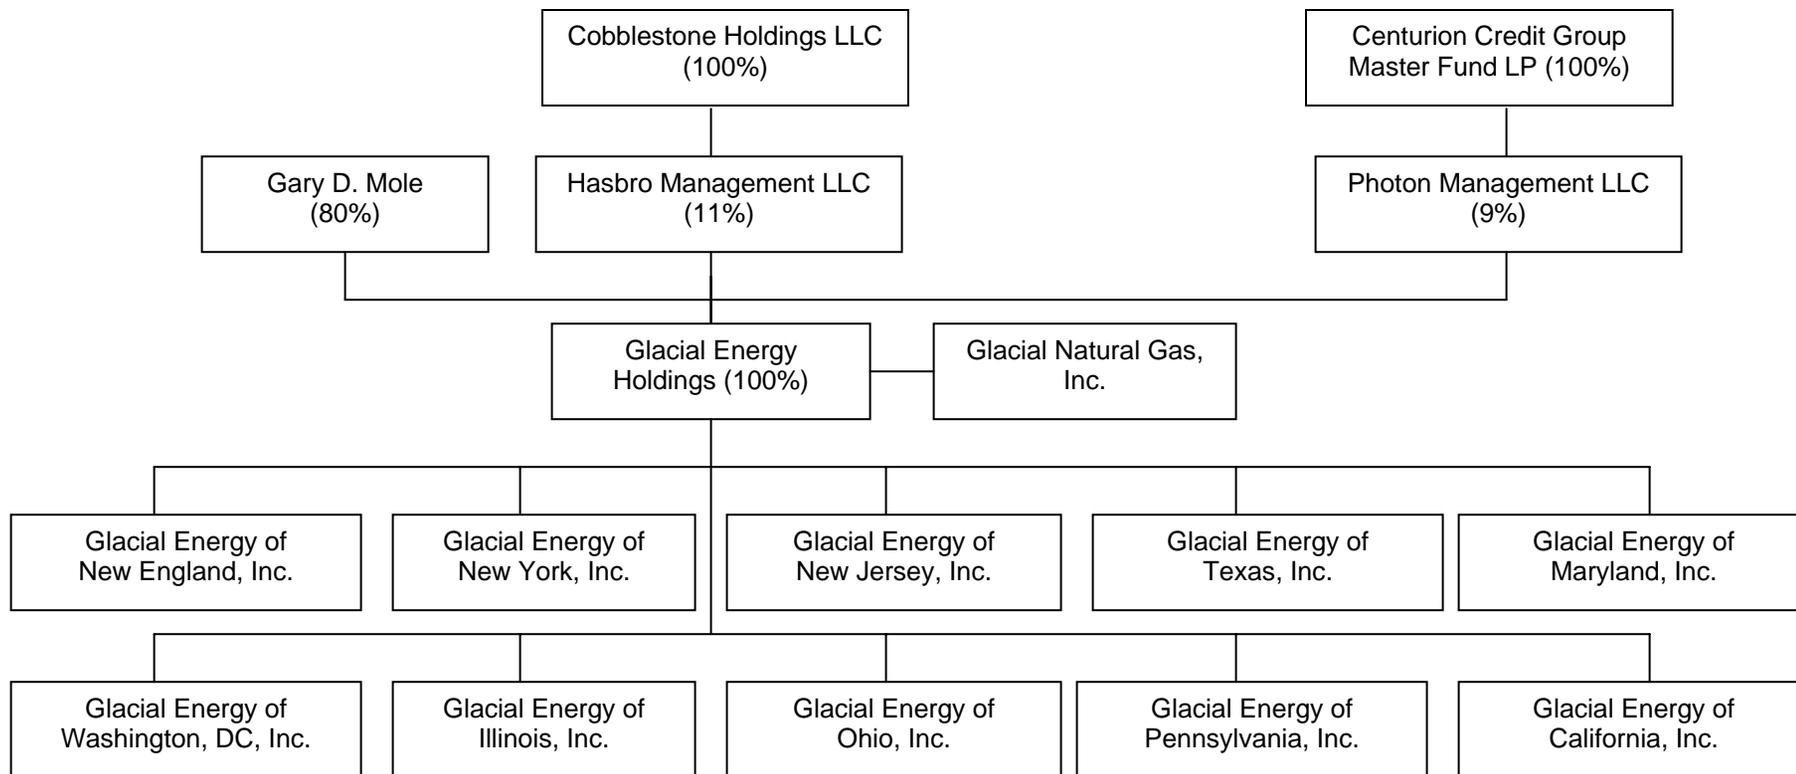 Cobblestone Holdings LLC
(100%)
Centurion Credit Group
Master Fund LP (100%)
Gary D. Mole
(80%)
Hasbro Management LLC
(11%)
Photon Management LLC
(9%)
Glacial Energy
Holdings (100%)
Glacial Natural Gas,
Inc.
Glacial Energy of
New England, Inc.
Glacial Energy of
New York, Inc.
Glacial Energy of
New Jersey, Inc.
Glacial Energy of
Texas, Inc.
Glacial Energy of
Maryland, Inc.
Glacial Energy of
Washington, DC, Inc.
Glacial Energy of
Illinois, Inc.
Glacial Energy of
Ohio, Inc.
Glacial Energy of
Pennsylvania, Inc.
Glacial Energy of
California, Inc.